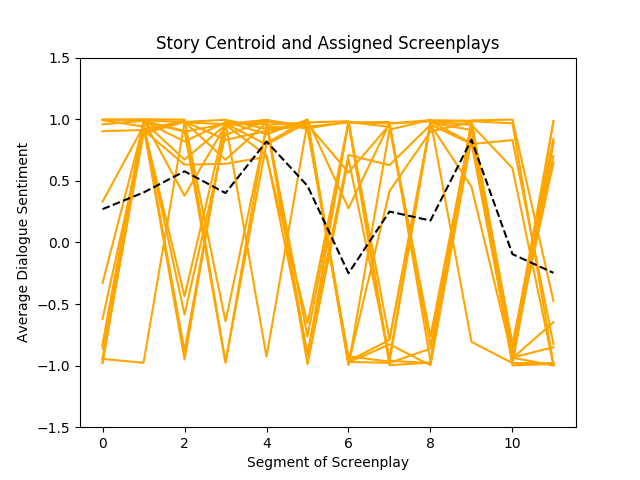 Story Centroid and Assigned Screenplays
1.5
1.0
0.5
0.0
−0.5
−1.0
−1.5
Average Dialogue Sentiment
0 2 4 6 8 10
Segment of Screenplay